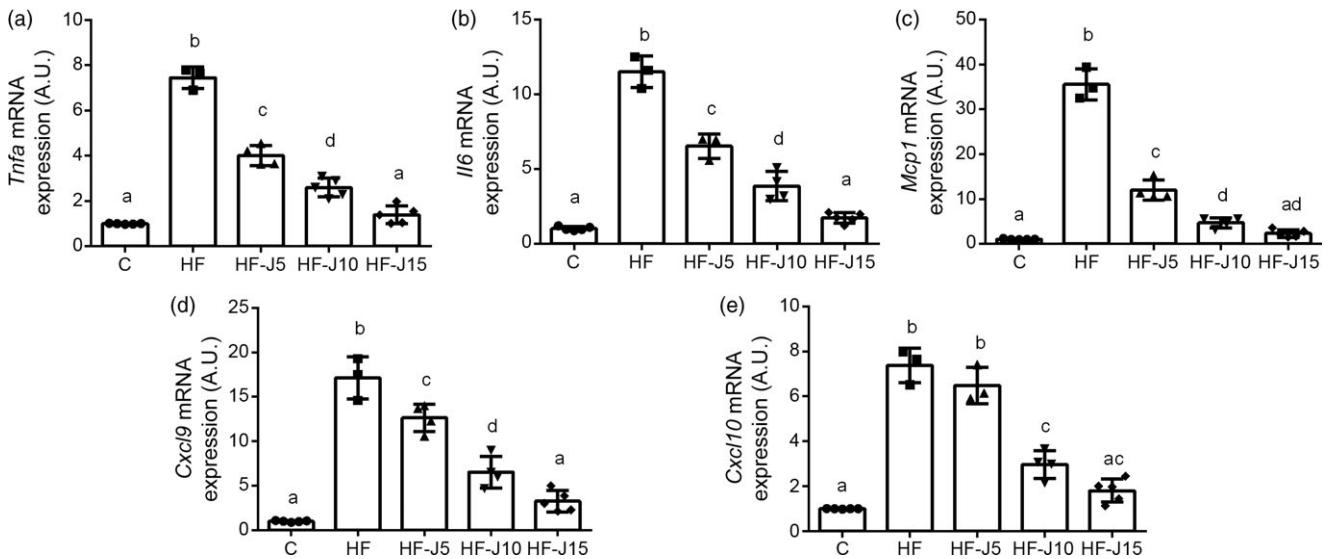 (a)
Tnfa mRNA
expression (A.U.)
8
6
4
2
0
a
b
c
d
a
C HF HF-J5 HF-J10 HF-J15
(b)
Il6 mRNA
expression (A.U.)
15
10
5
0
a
b
c
d
a
C HF HF-J5 HF-J10 HF-J15
(c)
Mcp1 mRNA
expression (A.U.)
50
40
30
20
10
0
a
b
c
d
ad
C HF HF-J5 HF-J10 HF-J15
(d)
Cxcl9 mRNA
expression (A.U.)
25
20
15
10
5
0
a
b
c
d
a
C HF HF-J5 HF-J10 HF-J15
(e)
Cxcl10 mRNA
expression (A.U.)
10
8
6
4
2
0
a
b
b
c
ac
C HF HF-J5 HF-J10 HF-J15